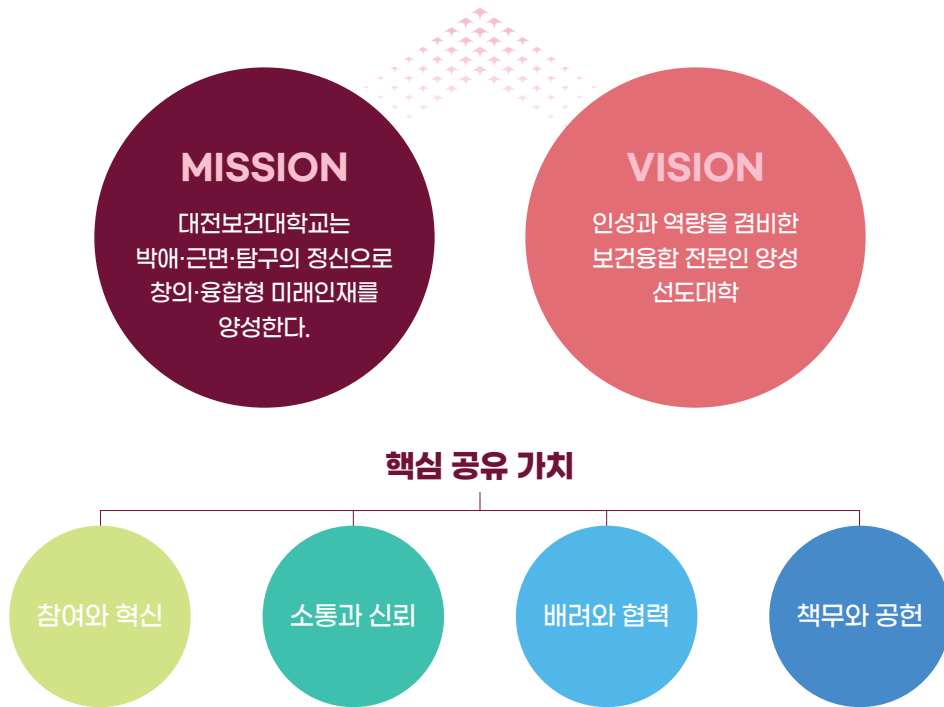 MISSION
대전보건대학교는
박애·근면·탐구의 정신으로
창의·융합형 미래인재를
양성한다.
VISION
인성과 역량을 겸비한
보건융합 전문인 양성
선도대학
핵심 공유 가치
참여와 혁신
소통과 신뢰
배려와 협력
책무와 공헌